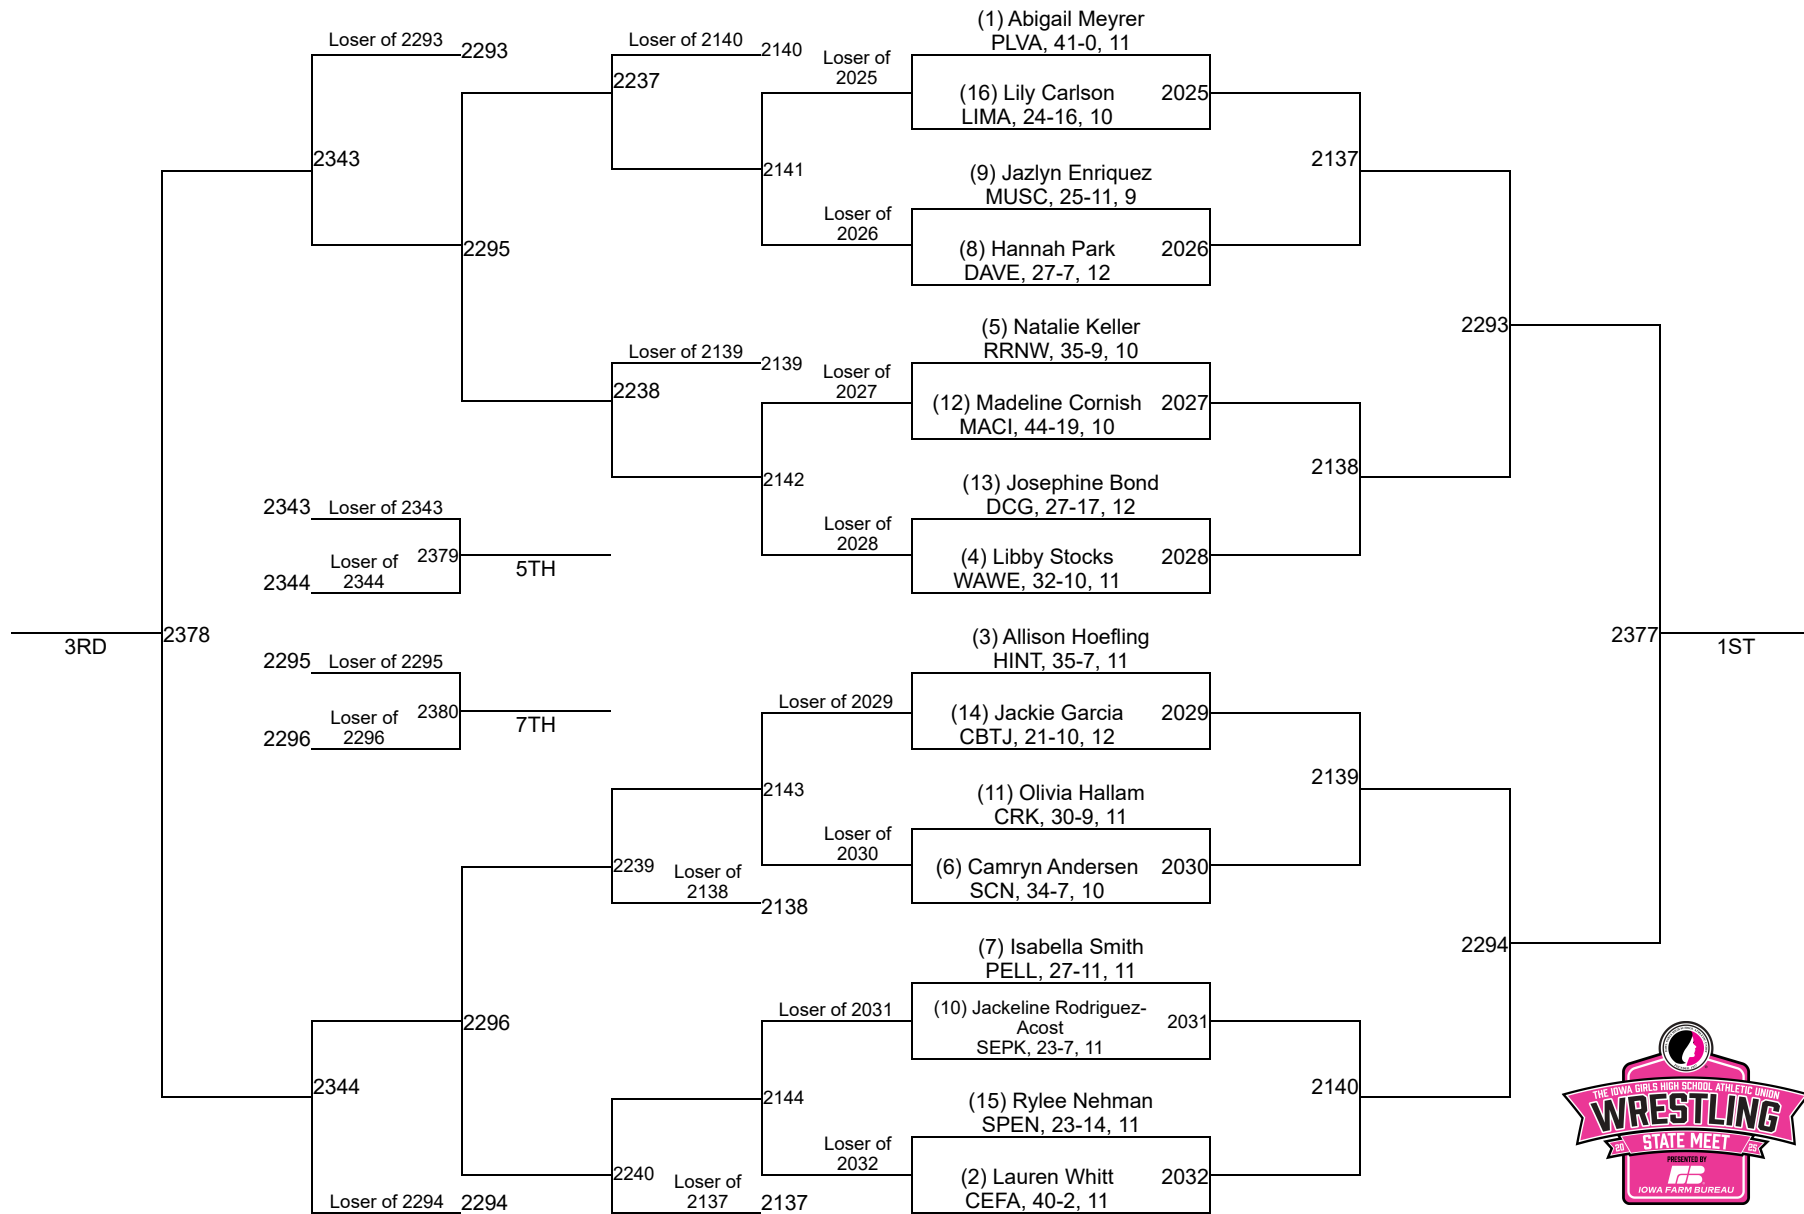 (1) Abigail Meyrer
PLVA, 41-0, 11
(16) Lily Carlson
LIMA, 24-16, 10
2025
(9) Jazlyn Enriquez
MUSC, 25-11, 9
(8) Hannah Park
DAVE, 27-7, 12
2026
(5) Natalie Keller
RRNW, 35-9, 10
(12) Madeline Cornish
MACI, 44-19, 10
2027
(13) Josephine Bond
DCG, 27-17, 12
(4) Libby Stocks
WAWE, 32-10, 11
2028
(3) Allison Hoefling
HINT, 35-7, 11
(14) Jackie Garcia
CBTJ, 21-10, 12
2029
(11) Olivia Hallam
CRK, 30-9, 11
(6) Camryn Andersen
SCN, 34-7, 10
2030
(7) Isabella Smith
PELL, 27-11, 11
(10) Jackeline Rodriguez-
Acost
SEPK, 23-7, 11
2031
(15) Rylee Nehman
SPEN, 23-14, 11
(2) Lauren Whitt
CEFA, 40-2, 11
2032
2137
2138
2139
2140
2293
2294
2377
1ST
Loser of
2025
Loser of
2026
Loser of
2027
Loser of
2028
Loser of 2029
Loser of
2030
Loser of 2031
Loser of
2032
Loser of 2140
2140
2141
Loser of 2139
2139
2142
2143
Loser of
2138
2138
2144
Loser of
2137
2137
2237
2238
2239
2240
Loser of 2293
2293
2295
2296
Loser of 2294
2294
2343
2344
2343
Loser of 2343
2344
Loser of
2344
2379
5TH
2295
Loser of 2295
2296
Loser of
2296
2380
7TH
2378
3RD
THE IOWA GIRLS HIGH SCHOOL ATHLETIC UNION
WRESTLING
20 STATE MEET 25
PRESENTED BY
FB
IOWA FARM BUREAU